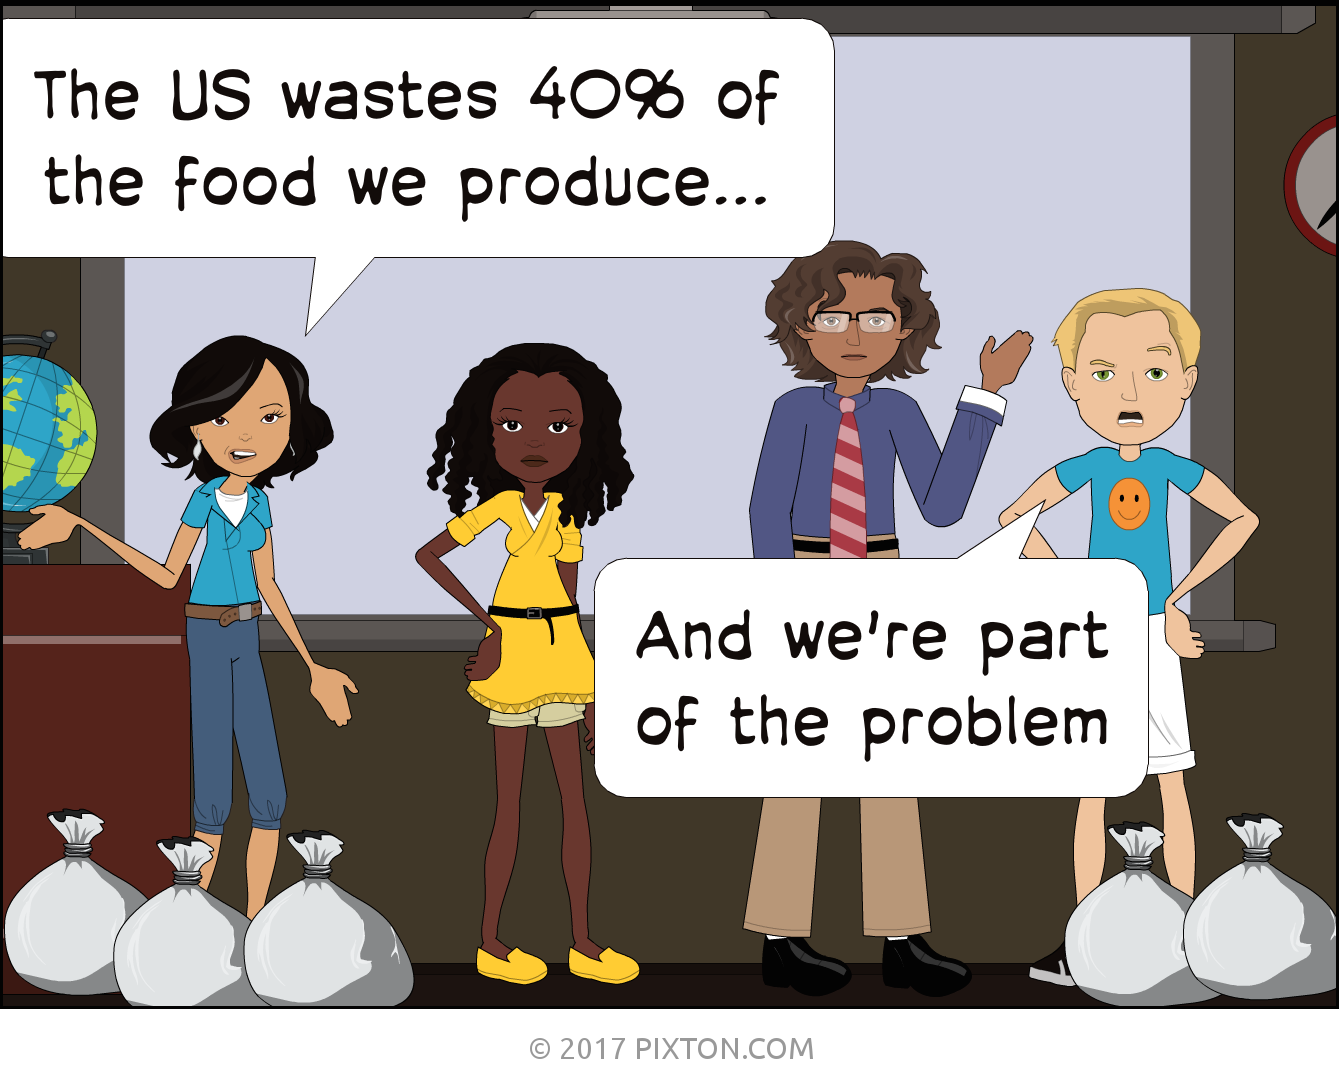 The US wastes 40% of
the food we produce...
And we're part
of the problem
© 2017 PIXTON.COM